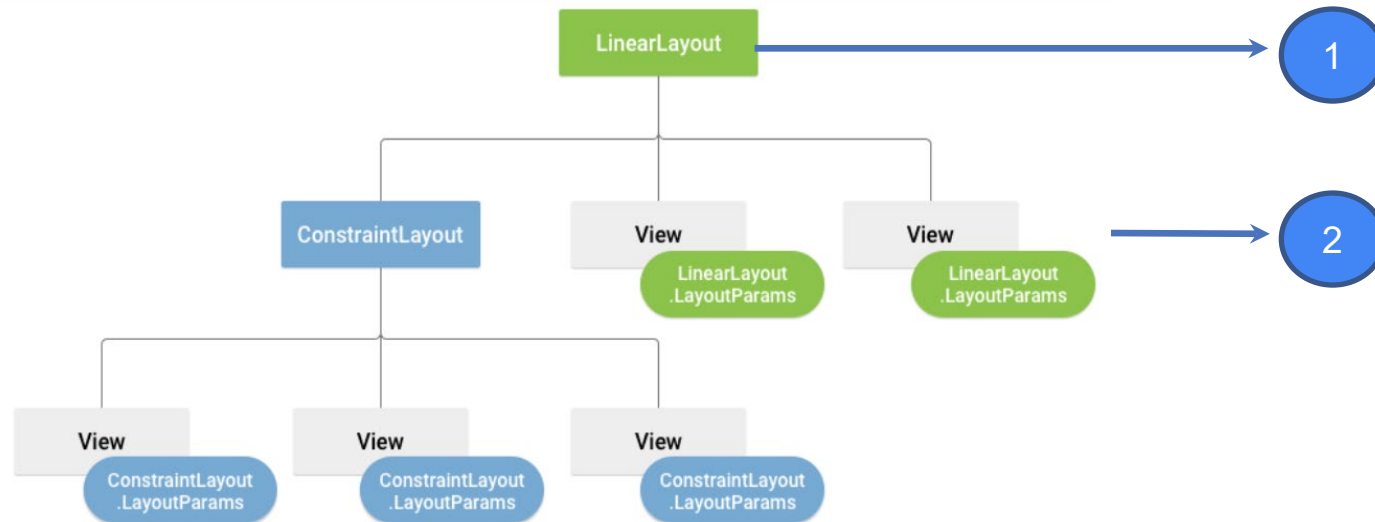 LinearLayout
1
ConstraintLayout
View
LinearLayout
.LayoutParams
View
LinearLayout
.LayoutParams
2
View
ConstraintLayout
.LayoutParams
View
ConstraintLayout
.LayoutParams
View
ConstraintLayout
.LayoutParams